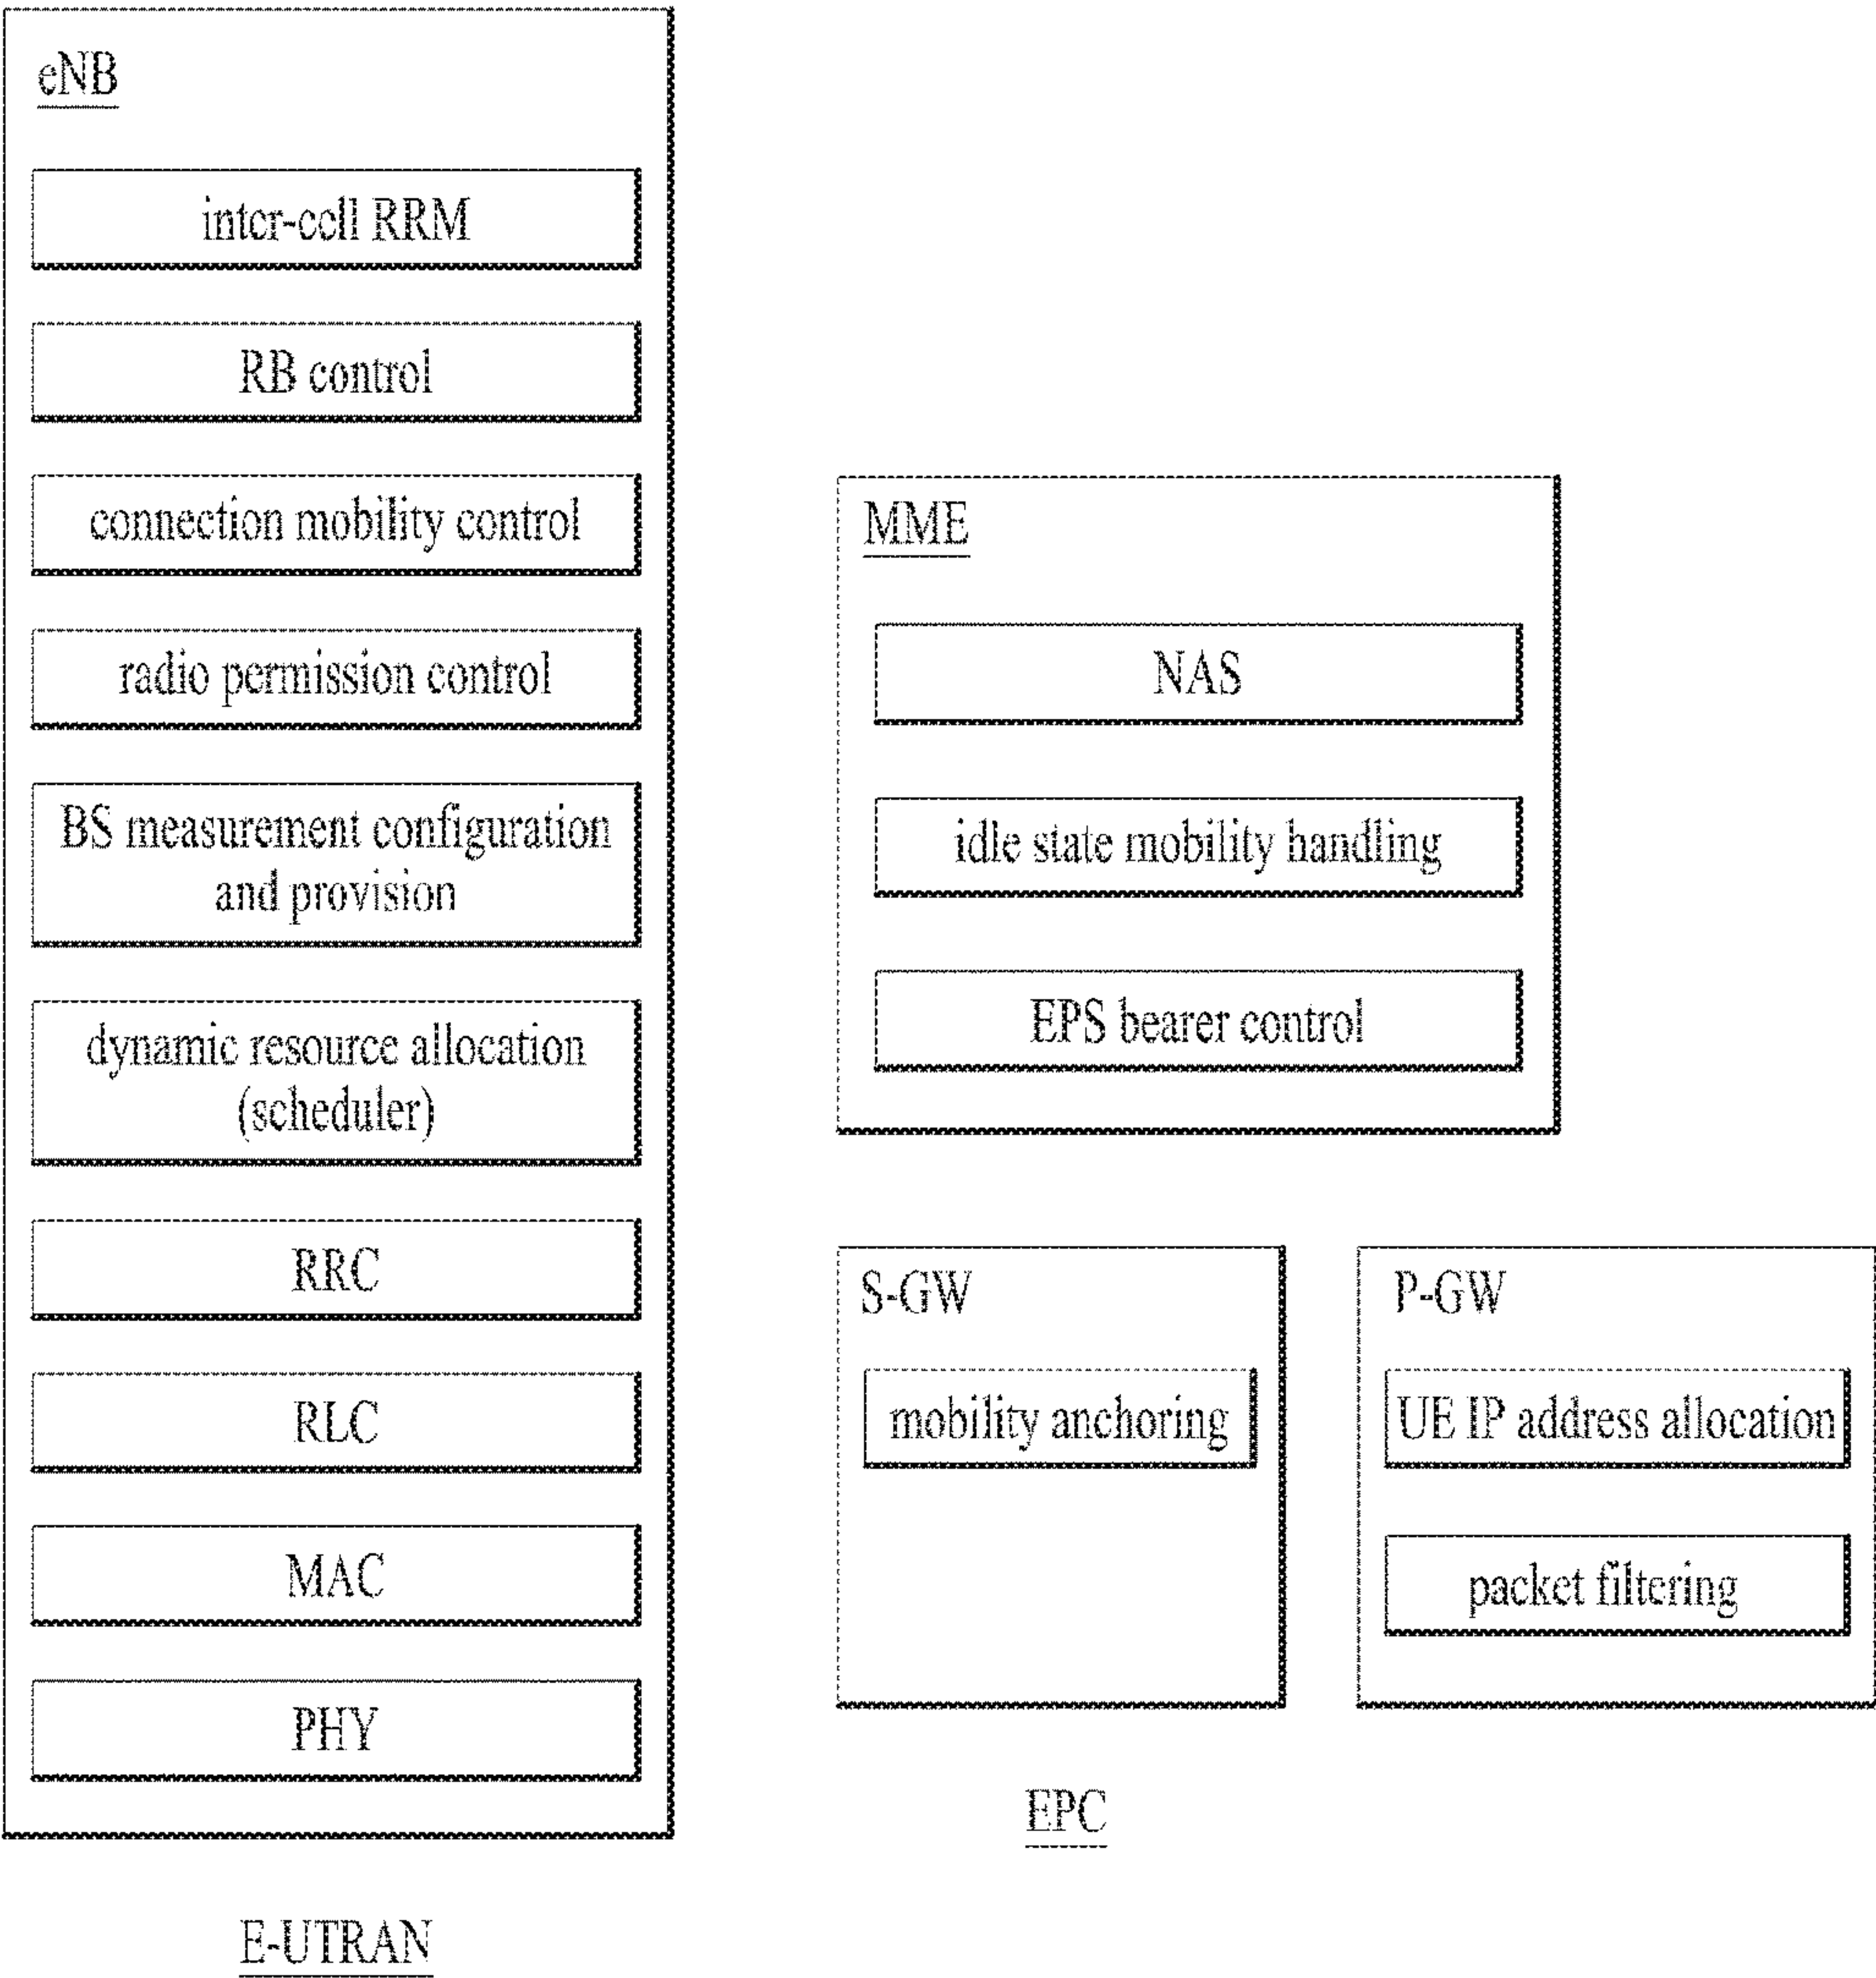 eNB
inter-cell RRM
RB control
connection mobility control
radio permission control
BS measurement configuration
and provision
dynamic resource allocation
(scheduler)
RRC
RLC
MAC
PHY
E-UTRAN
MME
NAS
idle state mobility handling
EPS bearer control
S-GW
mobility anchoring
P-GW
UE IP address allocation
packet filtering
EPC